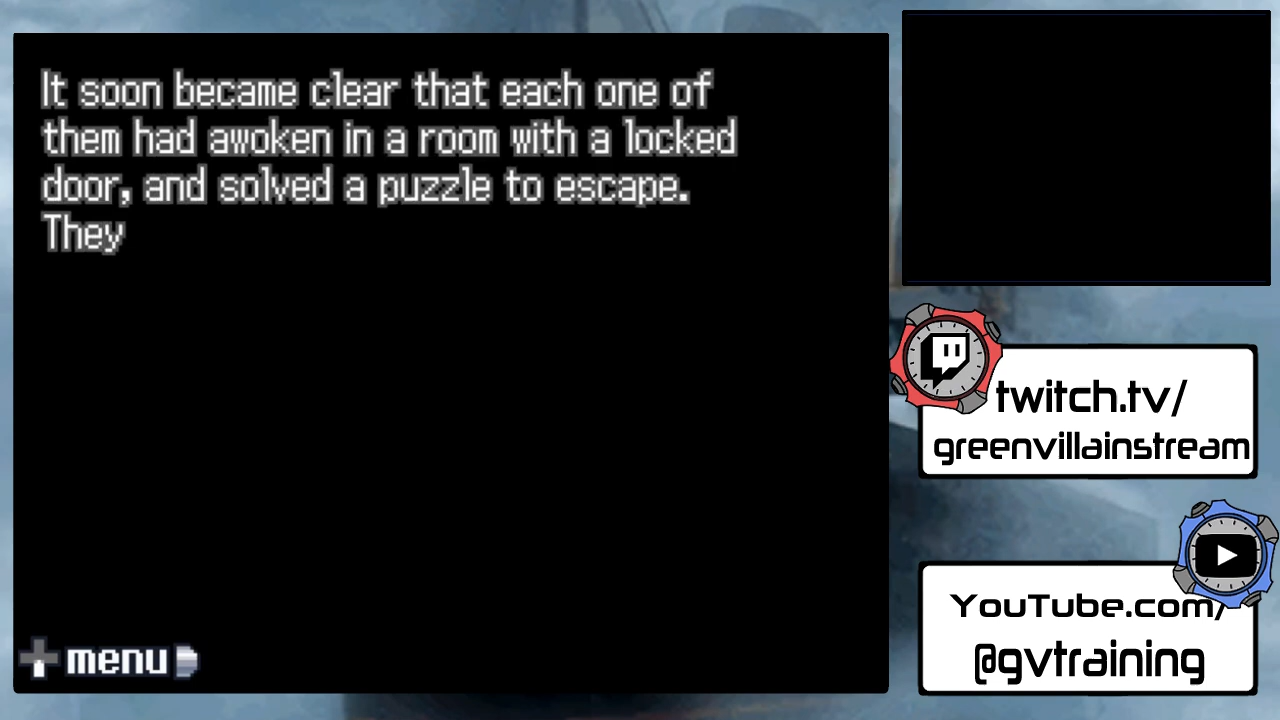 It soon became clear that each one of
them had awoken in a room with a locked
door, and solved a puzzle to escape.
They
menu
twitch.tv/
greenvillainstream
YouTube.com/
@gvtraining